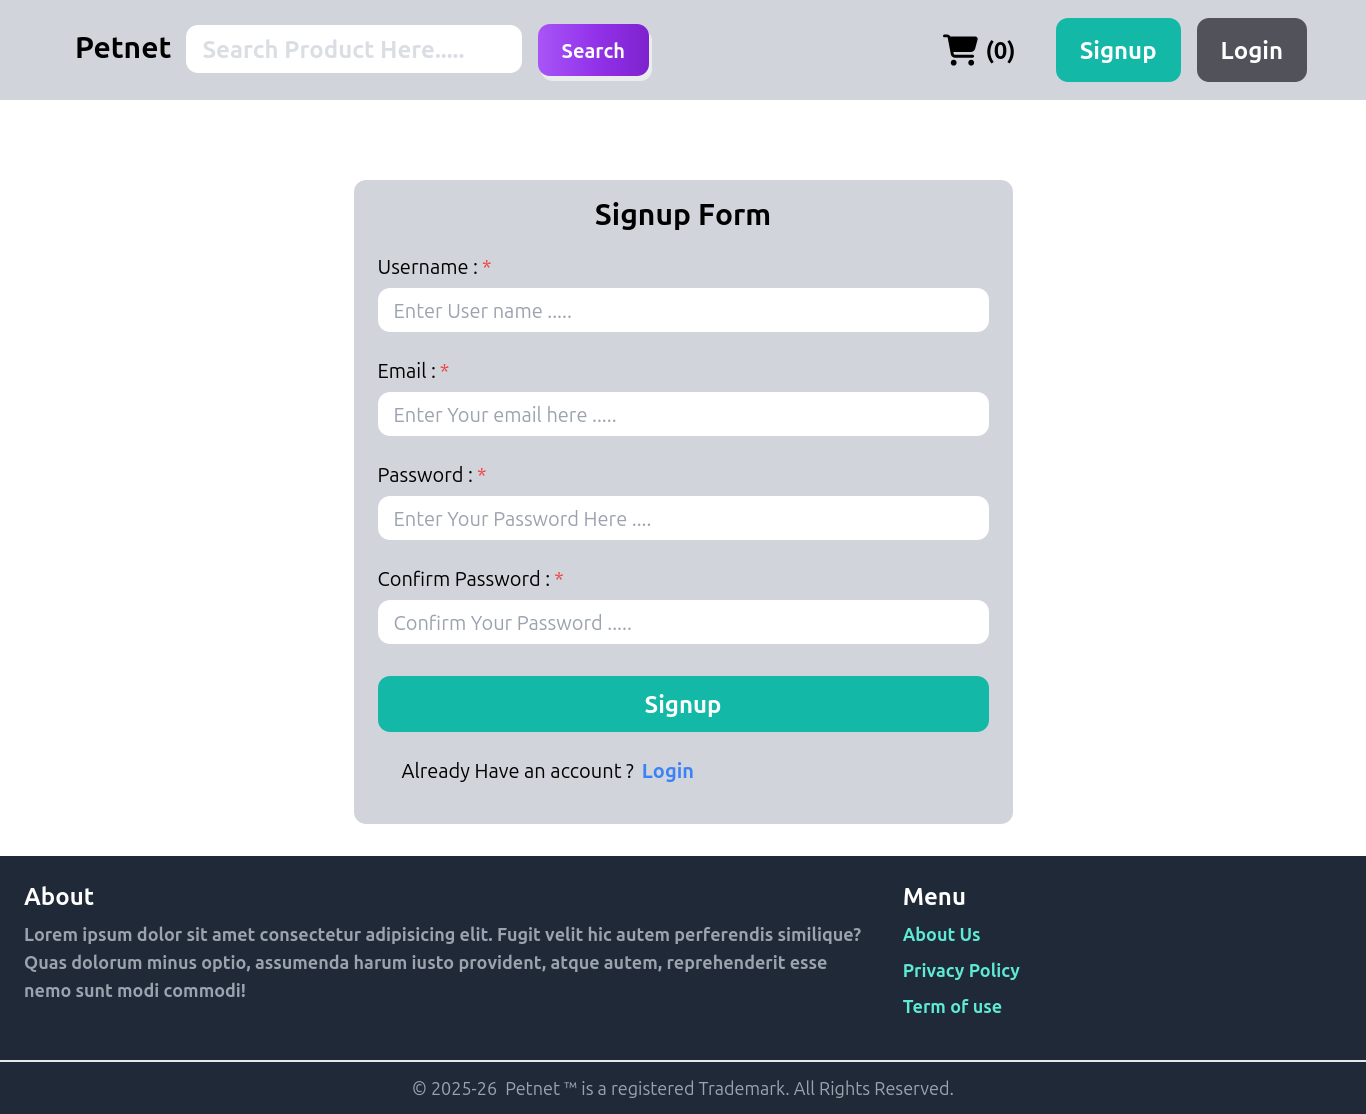 Petnet
Search Product Here.....
Search
(0)
Signup
Login
Signup Form
Username : *
Enter User name .....
Email : *
Enter Your email here .....
Password : *
Enter Your Password Here ....
Confirm Password : *
Confirm Your Password .....
Signup
Already Have an account ? Login
About
Lorem ipsum dolor sit amet consectetur adipisicing elit. Fugit velit hic autem perferendis similique?
Quas dolorum minus optio, assumenda harum iusto provident, atque autem, reprehenderit esse
nemo sunt modi commodi!
Menu
About Us
Privacy Policy
Term of use
© 2025-26 Petnet ™ is a registered Trademark. All Rights Reserved.